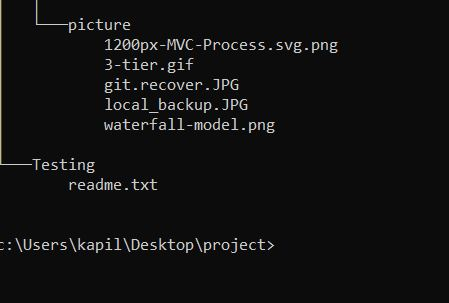 picture
1200px-MVC-Process.svg.png
3-tier.gif
git.recover.JPG
local_backup.JPG
waterfall-model.png
Testing
readme.txt
c:\Users\kapil\Desktop\project>